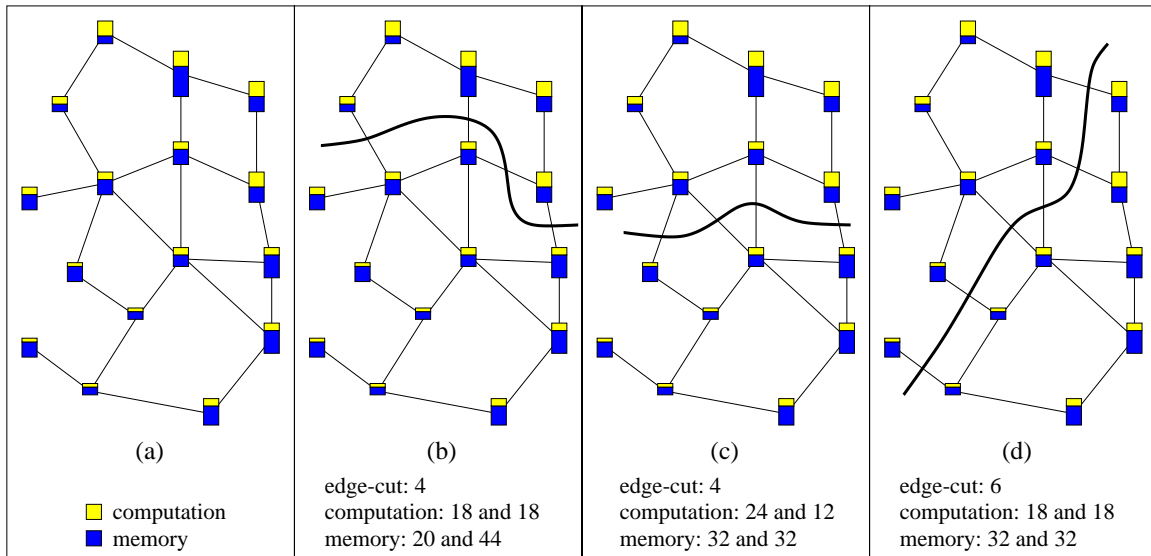 (a)
computation
memory
(b)
edge-cut: 4
computation: 18 and 18
memory: 20 and 44
(c)
edge-cut: 4
computation: 24 and 12
memory: 32 and 32
(d)
edge-cut: 6
computation: 18 and 18
memory: 32 and 32